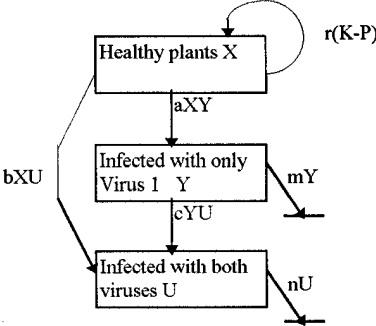 r(K-P)
Healthy plants X
aXY
Infected with only
Virus 1 Y
bXU
mY
cYU
Infected with both
viruses U
nU